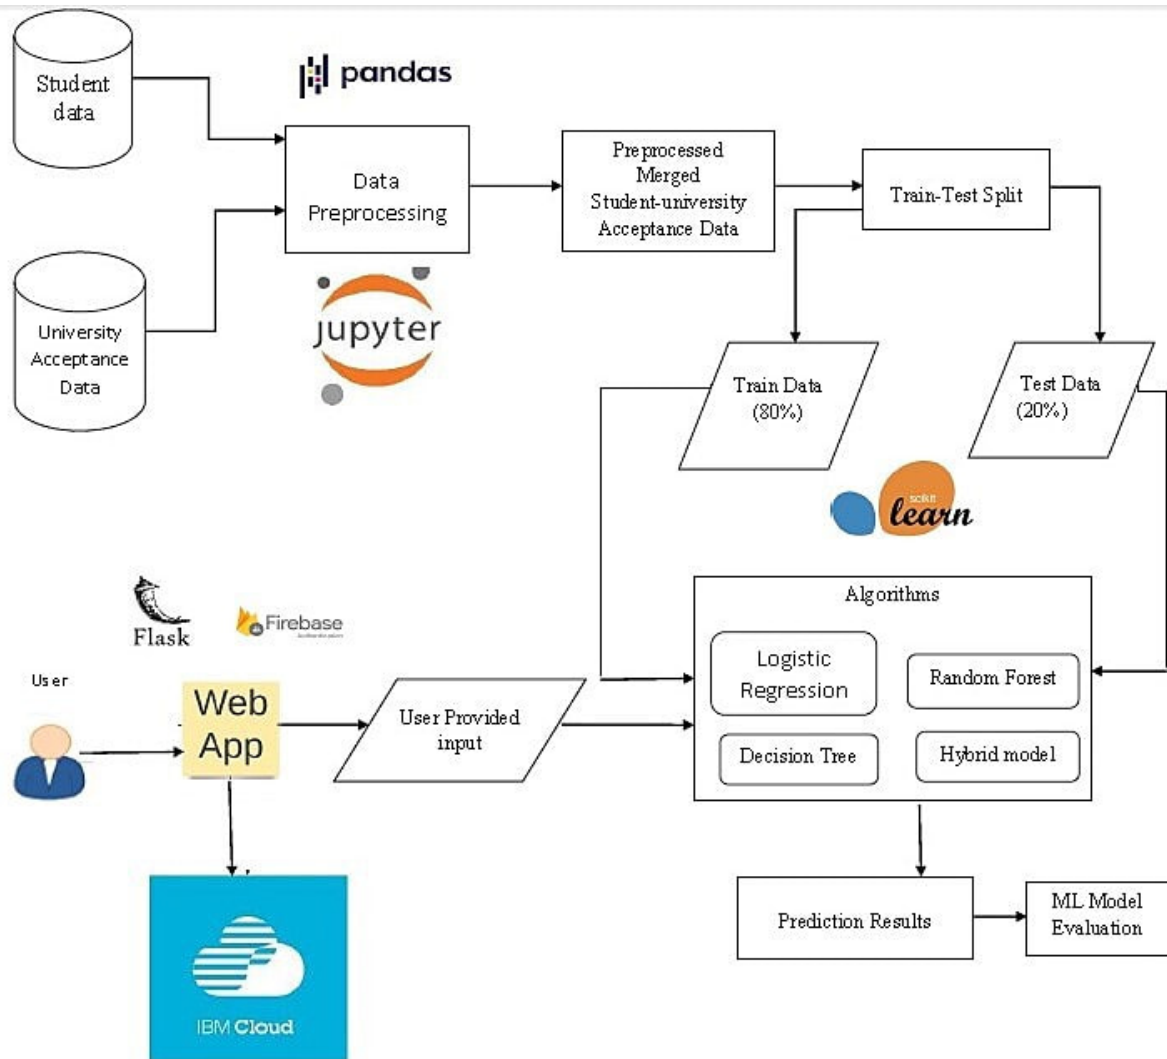 Student
data
pandas
Data
Preprocessing
Preprocessed
Merged
Student-university
Acceptance Data
Train-Test Split
University
Acceptance
Data
jupyter
Train Data
(80%)
Test Data
(20%)
scikit
learn
Flask
Firebase
Algorithms
Logistic
Regression
Random Forest
Decision Tree
Hybrid model
User
Web
App
User Provided
input
Prediction Results
ML Model
Evaluation
IBM Cloud